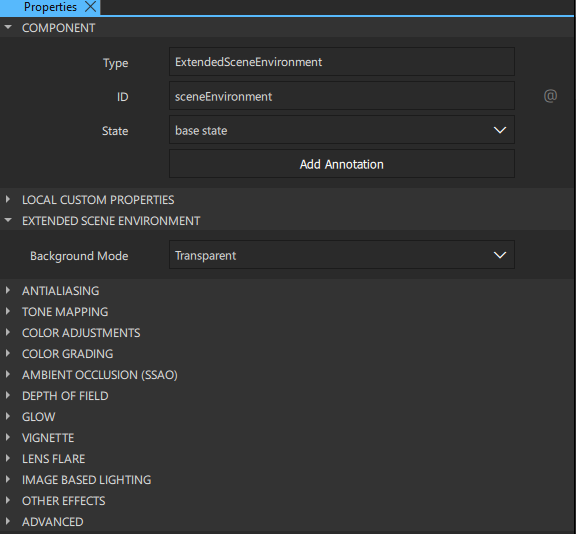 Properties
COMPONENT
Type ExtendedSceneEnvironment
ID sceneEnvironment @
State base state
Add Annotation
LOCAL CUSTOM PROPERTIES
EXTENDED SCENE ENVIRONMENT
Background Mode Transparent
ANTIALIASING
TONE MAPPING
COLOR ADJUSTMENTS
COLOR GRADING
AMBIENT OCCLUSION (SSAO)
DEPTH OF FIELD
GLOW
VIGNETTE
LENS FLARE
IMAGE BASED LIGHTING
OTHER EFFECTS
ADVANCED